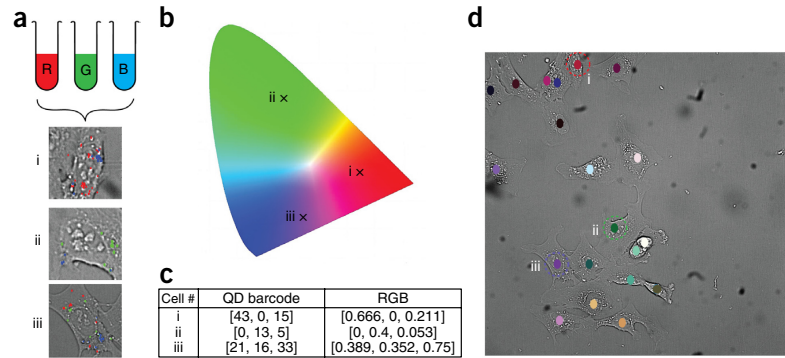 a
R G B
i
ii
iii
b
ii ×
i ×
iii ×
c
Cell # QD barcode RGB
i [43, 0, 15] [0.666, 0, 0.211]
ii [0, 13, 5] [0, 0.4, 0.053]
iii [21, 16, 33] [0.389, 0.352, 0.75]
d
i
ii
iii